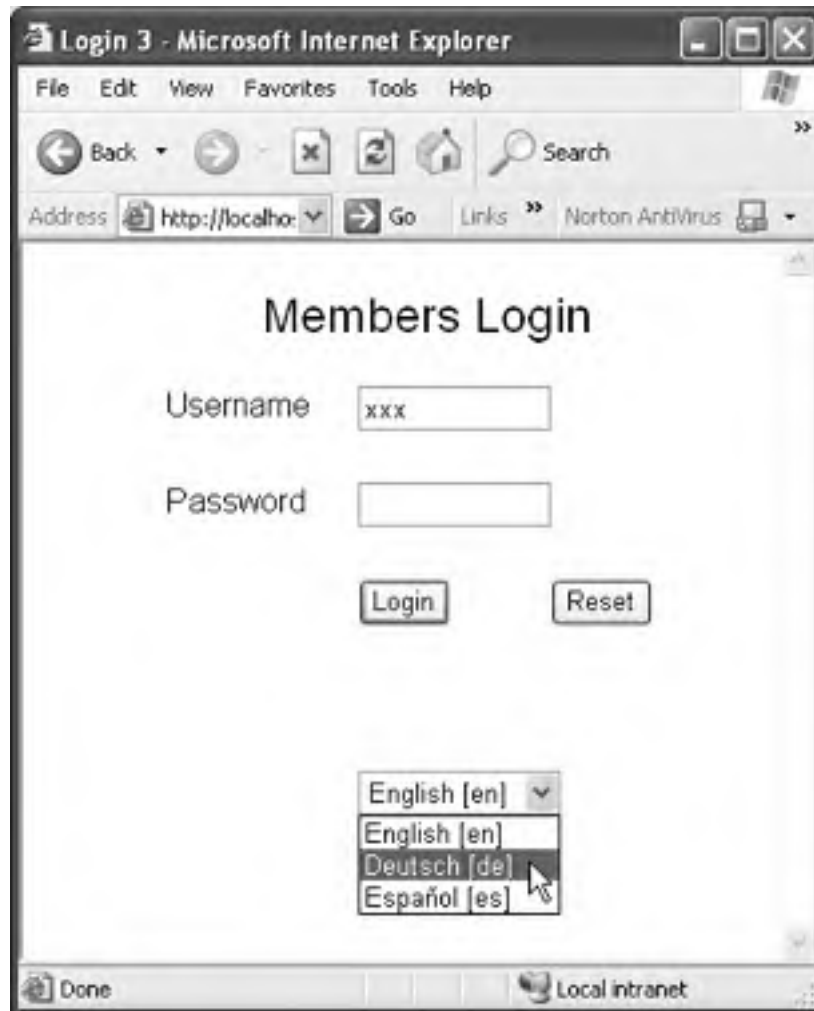 Login 3 - Microsoft Internet Explorer
File Edit View Favorites Tools Help
Back Search »
Address http://localho: Go Links » Norton AntiVirus
Members Login
Username xxx
Password
Login Reset
English [en]
English [en]
Deutsch [de]
Español [es]
Done Local intranet